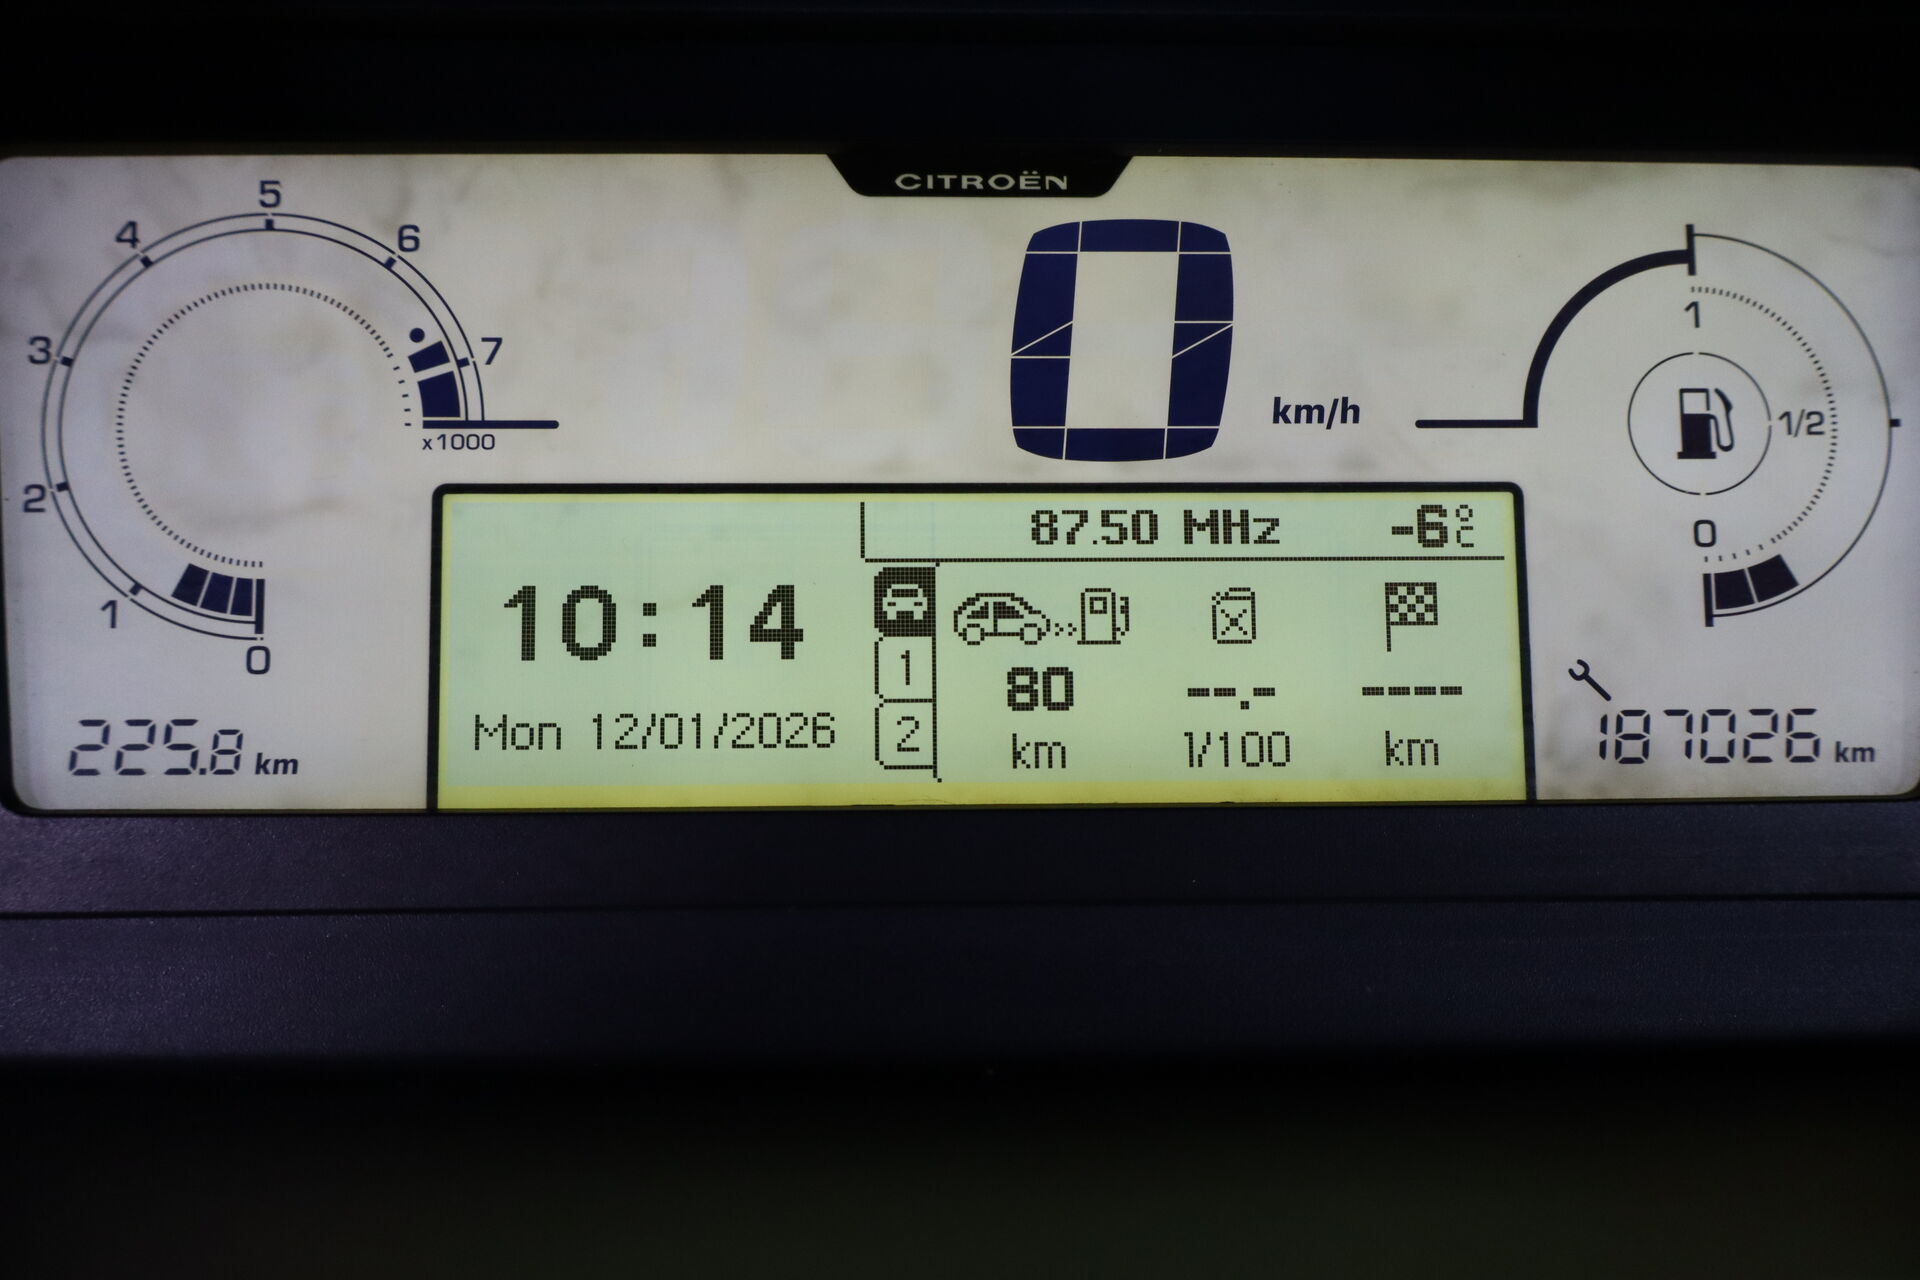 CITROËN
5
4
6
3
7
2
1
0
x1000
0
km/h
1
1/2
0
87.50 MHz -6°C
10:14
1
2
Mon 12/01/2026
80
--.-
----
km
l/100
km
225.8 km
187026 km